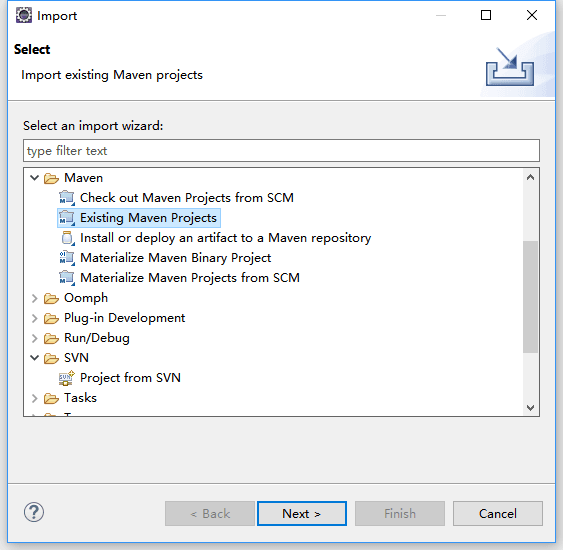 Import
Select
Import existing Maven projects
Select an import wizard:
type filter text
Maven
Check out Maven Projects from SCM
Existing Maven Projects
Install or deploy an artifact to a Maven repository
Materialize Maven Binary Project
Materialize Maven Projects from SCM
Oomph
Plug-in Development
Run/Debug
SVN
Project from SVN
Tasks
< Back
Next >
Finish
Cancel